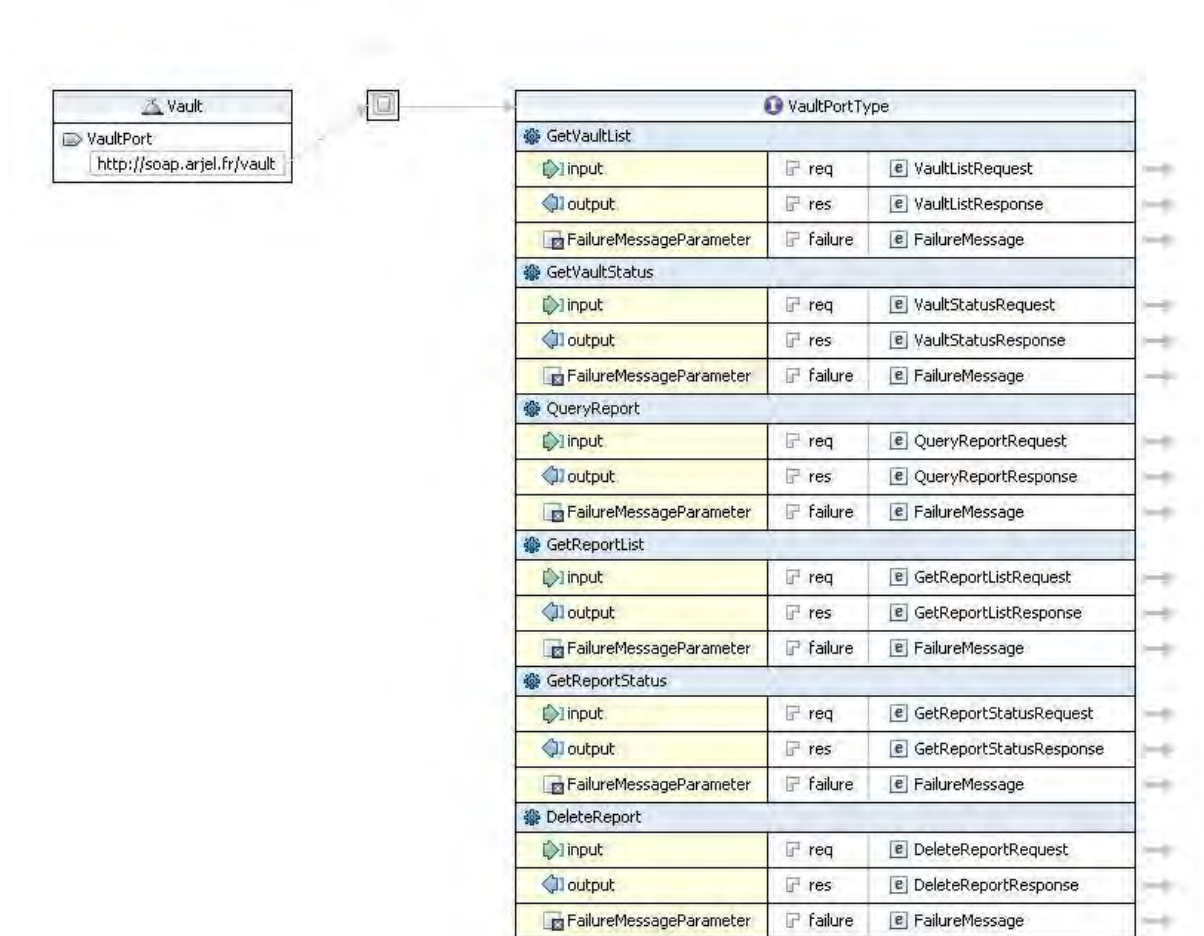 Vault
VaultPort
http://soap.arjel.fr/vault
VaultPortType
GetVaultList
input req VaultListRequest
output res VaultListResponse
FailureMessageParameter failure FailureMessage
GetVaultStatus
input req VaultStatusRequest
output res VaultStatusResponse
FailureMessageParameter failure FailureMessage
QueryReport
input req QueryReportRequest
output res QueryReportResponse
FailureMessageParameter failure FailureMessage
GetReportList
input req GetReportListRequest
output res GetReportListResponse
FailureMessageParameter failure FailureMessage
GetReportStatus
input req GetReportStatusRequest
output res GetReportStatusResponse
FailureMessageParameter failure FailureMessage
DeleteReport
input req DeleteReportRequest
output res DeleteReportResponse
FailureMessageParameter failure FailureMessage